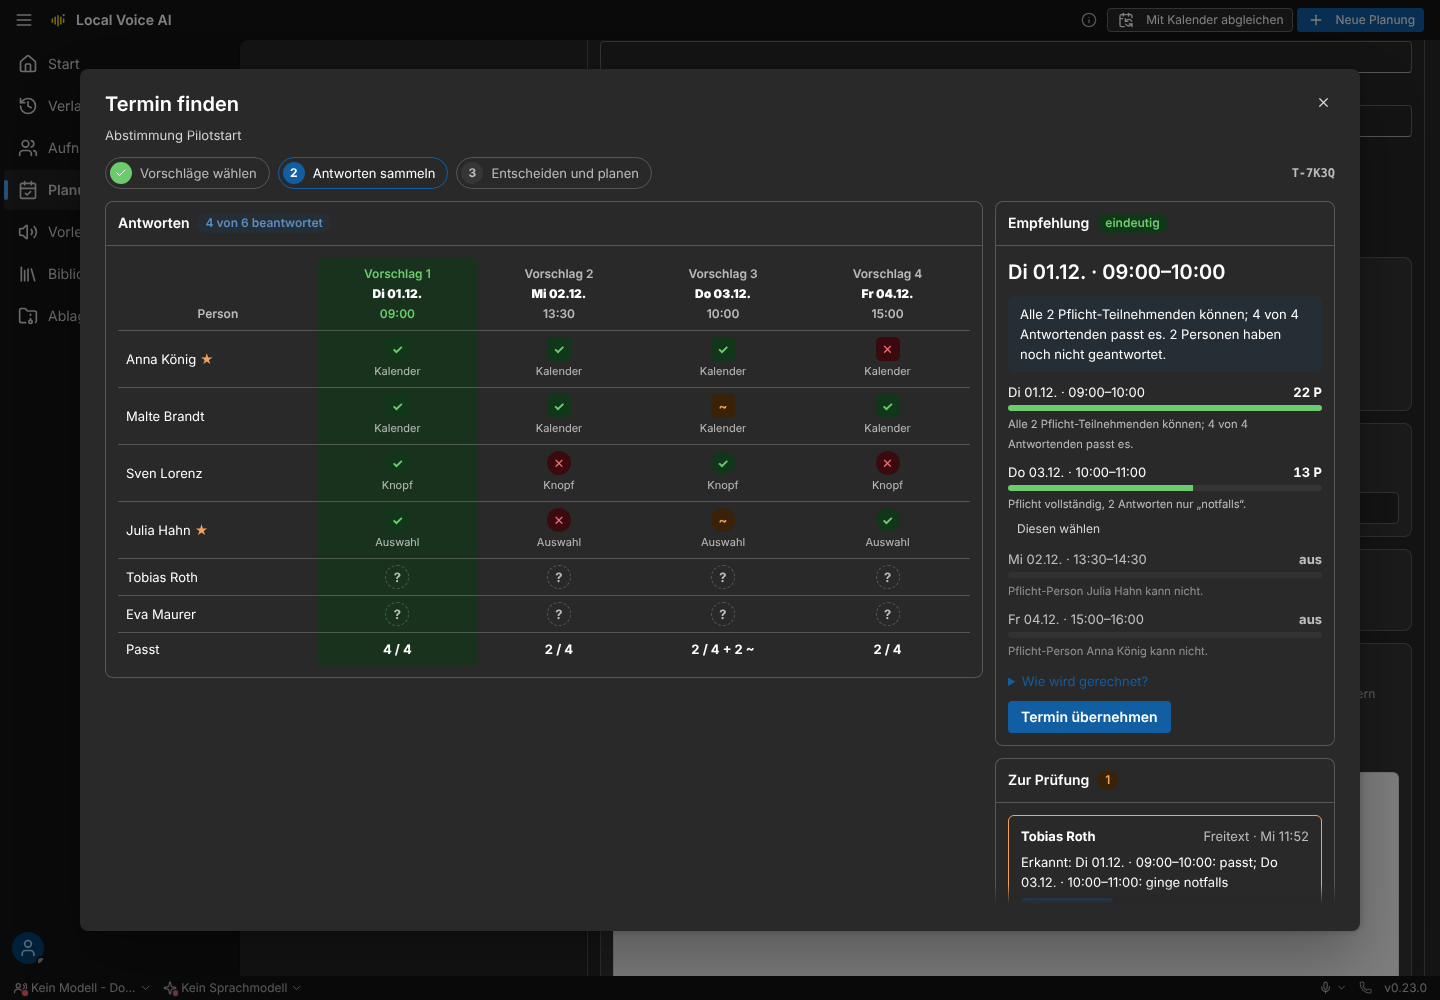 Local Voice AI
Mit Kalender abgleichen
Neue Planung
Start
Verla
Aufn
Planu
Vorle
Biblio
Ablag
Termin finden
Abstimmung Pilotstart
Vorschläge wählen
2 Antworten sammeln
3 Entscheiden und planen
T-7K3Q
Antworten 4 von 6 beantwortet
Person
Vorschlag 1
Di 01.12.
09:00
Vorschlag 2
Mi 02.12.
13:30
Vorschlag 3
Do 03.12.
10:00
Vorschlag 4
Fr 04.12.
15:00
Anna König ★
Kalender Kalender Kalender Kalender
Malte Brandt
~
Kalender Kalender Kalender Kalender
Sven Lorenz
Knopf Knopf Knopf Knopf
Julia Hahn ★
~
Auswahl Auswahl Auswahl Auswahl
Tobias Roth ? ? ? ?
Eva Maurer ? ? ? ?
Passt 4 / 4 2 / 4 2 / 4 + 2 ~ 2 / 4
Empfehlung eindeutig
Di 01.12. · 09:00–10:00
Alle 2 Pflicht-Teilnehmenden können; 4 von 4
Antwortenden passt es. 2 Personen haben
noch nicht geantwortet.
Di 01.12. · 09:00–10:00 22 P
Alle 2 Pflicht-Teilnehmenden können; 4 von 4
Antwortenden passt es.
Do 03.12. · 10:00–11:00 13 P
Pflicht vollständig, 2 Antworten nur „notfalls“.
Diesen wählen
Mi 02.12. · 13:30–14:30 aus
Pflicht-Person Julia Hahn kann nicht.
Fr 04.12. · 15:00–16:00 aus
Pflicht-Person Anna König kann nicht.
Wie wird gerechnet?
Termin übernehmen
Zur Prüfung 1
Tobias Roth Freitext · Mi 11:52
Erkannt: Di 01.12. · 09:00–10:00: passt; Do
03.12. · 10:00–11:00: ginge notfalls
ern
Kein Modell - Do...
Kein Sprachmodell
v0.23.0